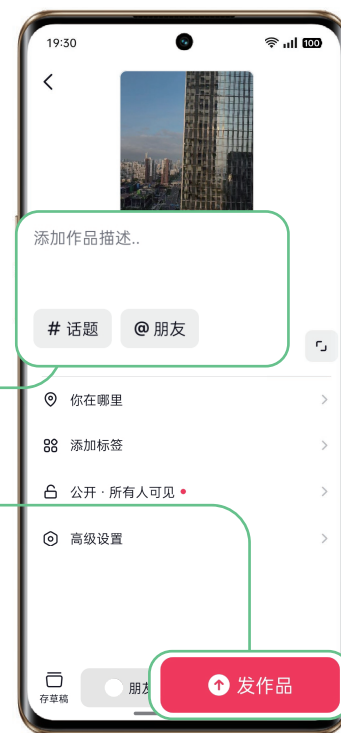 19:30
100
添加作品描述..
# 话题
@ 朋友
你在哪里
添加标签
公开 · 所有人可见
高级设置
存草稿
发作品